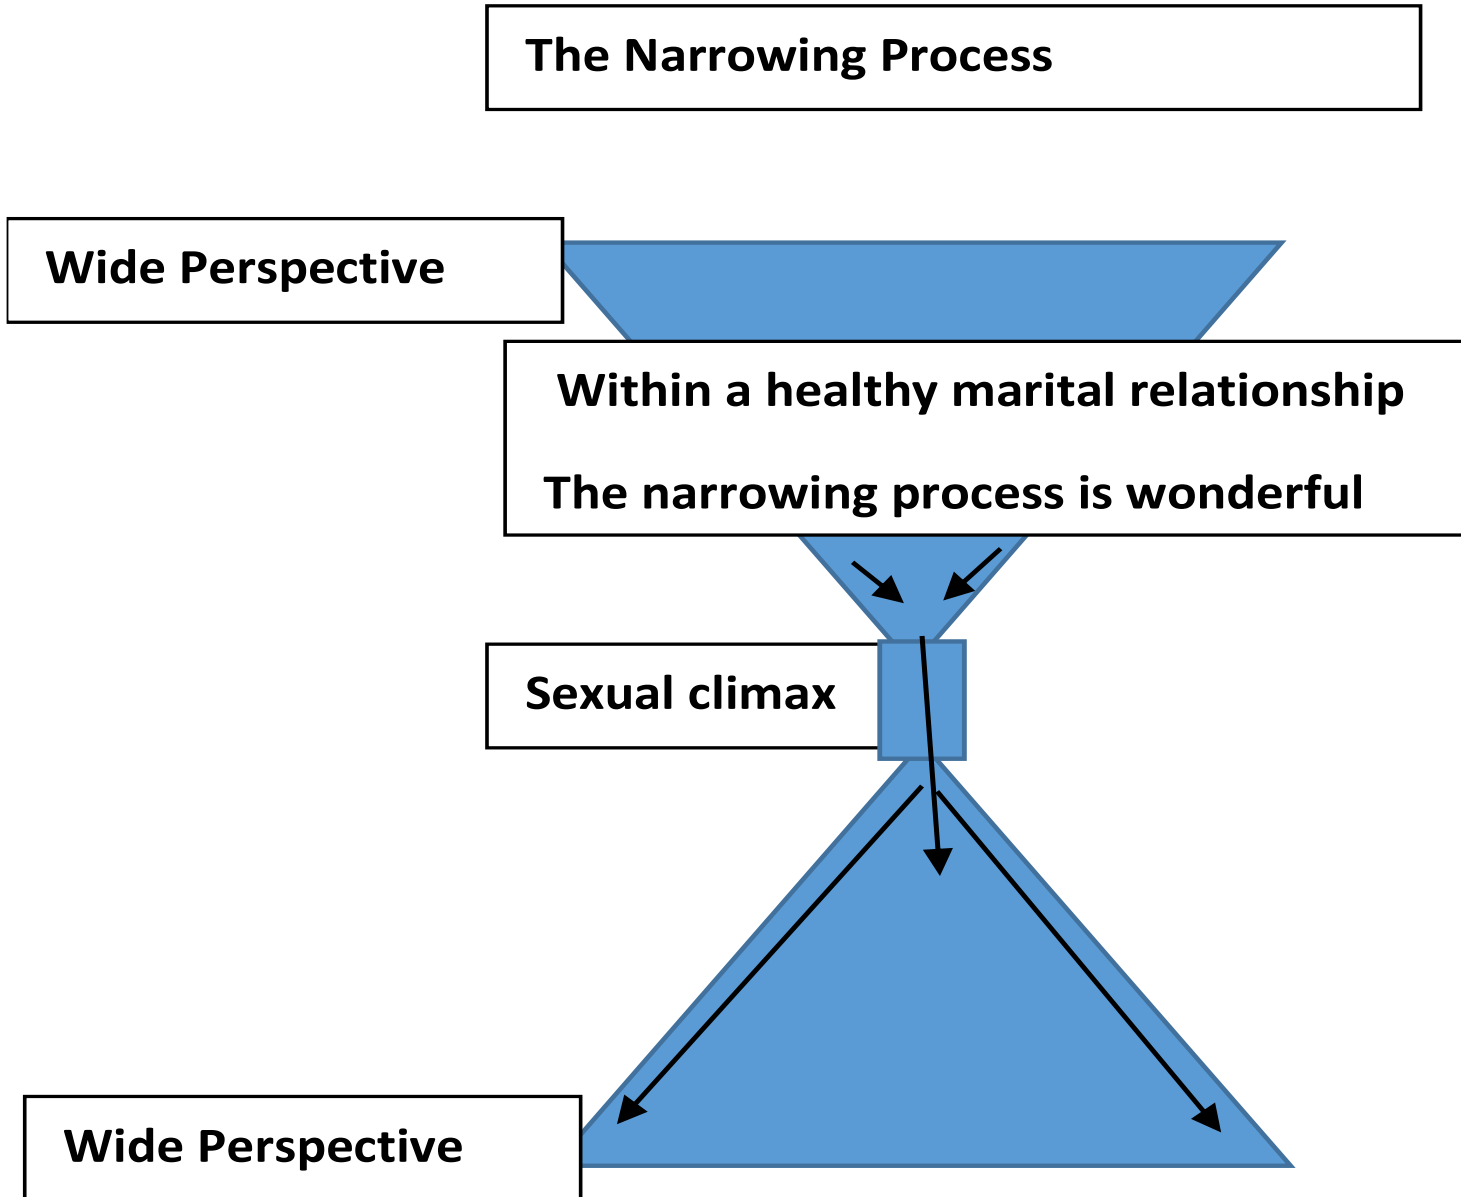 The Narrowing Process
Wide Perspective
Within a healthy marital relationship
The narrowing process is wonderful
Sexual climax
Wide Perspective